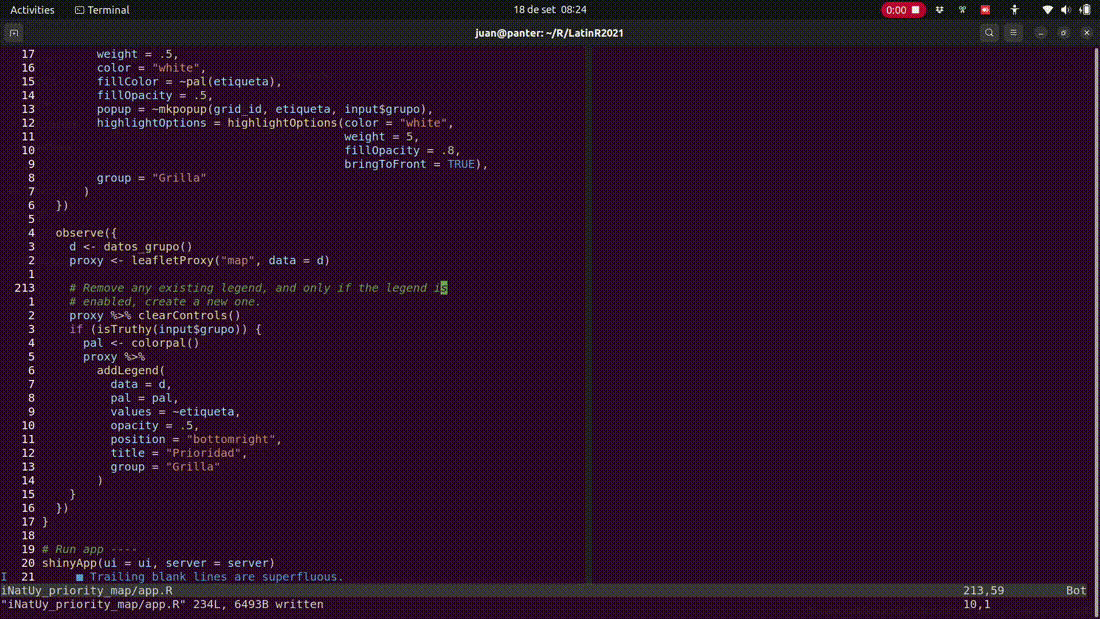 Activities Terminal 18 de set 08:24 0:00
juan@panter: ~/R/LatinR2021
17 weight = .5,
16 color = "white",
15 fillColor = ~pal(etiqueta),
14 fillOpacity = .5,
13 popup = ~mkpopup(grid_id, etiqueta, input$grupo),
12 highlightOptions = highlightOptions(color = "white",
11 weight = 5,
10 fillOpacity = .8,
9 bringToFront = TRUE),
8 group = "Grilla"
7 )
6 })
5
4 observe({
3 d <- datos_grupo()
2 proxy <- leafletProxy("map", data = d)
1
213 # Remove any existing legend, and only if the legend is
1 # enabled, create a new one.
2 proxy %>% clearControls()
3 if (isTruthy(input$grupo)) {
4 pal <- colorpal()
5 proxy %>%
6 addLegend(
7 data = d,
8 pal = pal,
9 values = ~etiqueta,
10 opacity = .5,
11 position = "bottomright",
12 title = "Prioridad",
13 group = "Grilla"
14 )
15 }
16 })
17 }
18
19 # Run app ----
20 shinyApp(ui = ui, server = server)
I 21 ■ Trailing blank lines are superfluous.
iNatUy_priority_map/app.R 213,59 Bot
"iNatUy_priority_map/app.R" 234L, 6493B written 10,1